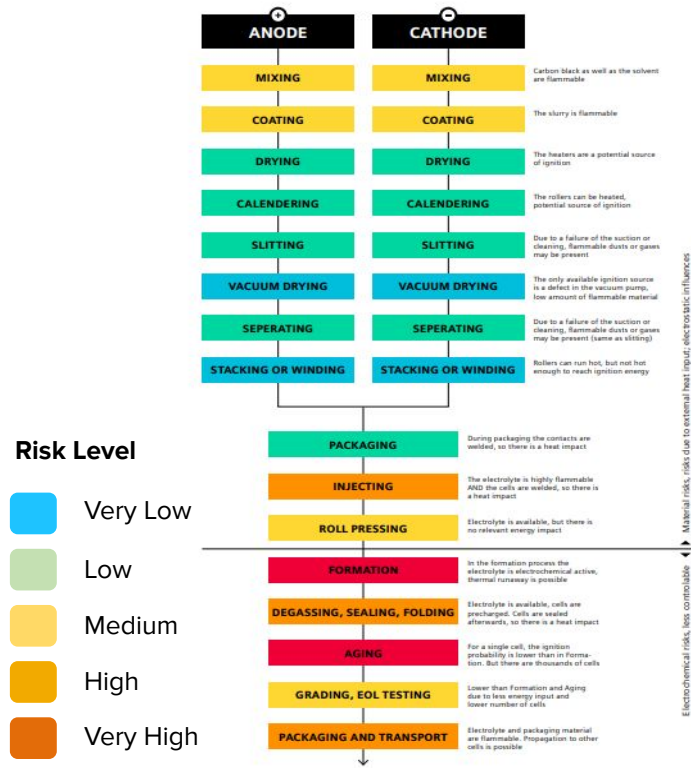 +
−
ANODE
CATHODE
MIXING
MIXING
Carbon black as well as the solvent
are flammable
COATING
COATING
The slurry is flammable
DRYING
DRYING
The heaters are a potential source
of ignition
CALENDERING
CALENDERING
The rollers can be heated,
potential source of ignition
SLITTING
SLITTING
Due to a failure of the suction or
cleaning, flammable dusts or gases
may be present
VACUUM DRYING
VACUUM DRYING
The only available ignition source
is a defect in the vacuum pump,
low amount of flammable material
SEPERATING
SEPERATING
Due to a failure of the suction or
cleaning, flammable dusts or gases
may be present (same as slitting)
STACKING OR WINDING
STACKING OR WINDING
Rollers can run hot, but not hot
enough to reach ignition energy
PACKAGING
During packaging the contacts are
welded, so there is a heat impact
INJECTING
The electrolyte is highly flammable
AND the cells are welded, so there is
a heat impact
ROLL PRESSING
Electrolyte is available, but there is
no relevant energy impact
FORMATION
In the formation process the
electrolyte is electrochemical active,
thermal runaway is possible
DEGASSING, SEALING, FOLDING
Electrolyte is available, cells are
precharged. Cells are sealed
afterwards, so there is a heat impact
AGING
For a single cell, the ignition
probability is lower than in Forma-
tion. But there are thousands of cells
GRADING, EOL TESTING
Lower than Formation and Aging
due to less energy input and
lower number of cells
PACKAGING AND TRANSPORT
Electrolyte and packaging material
are flammable. Propagation to other
cells is possible
Material risks, risks due to external heat input; electrostatic influences
Electrochemical risks, less controlable
Risk Level
Very Low
Low
Medium
High
Very High